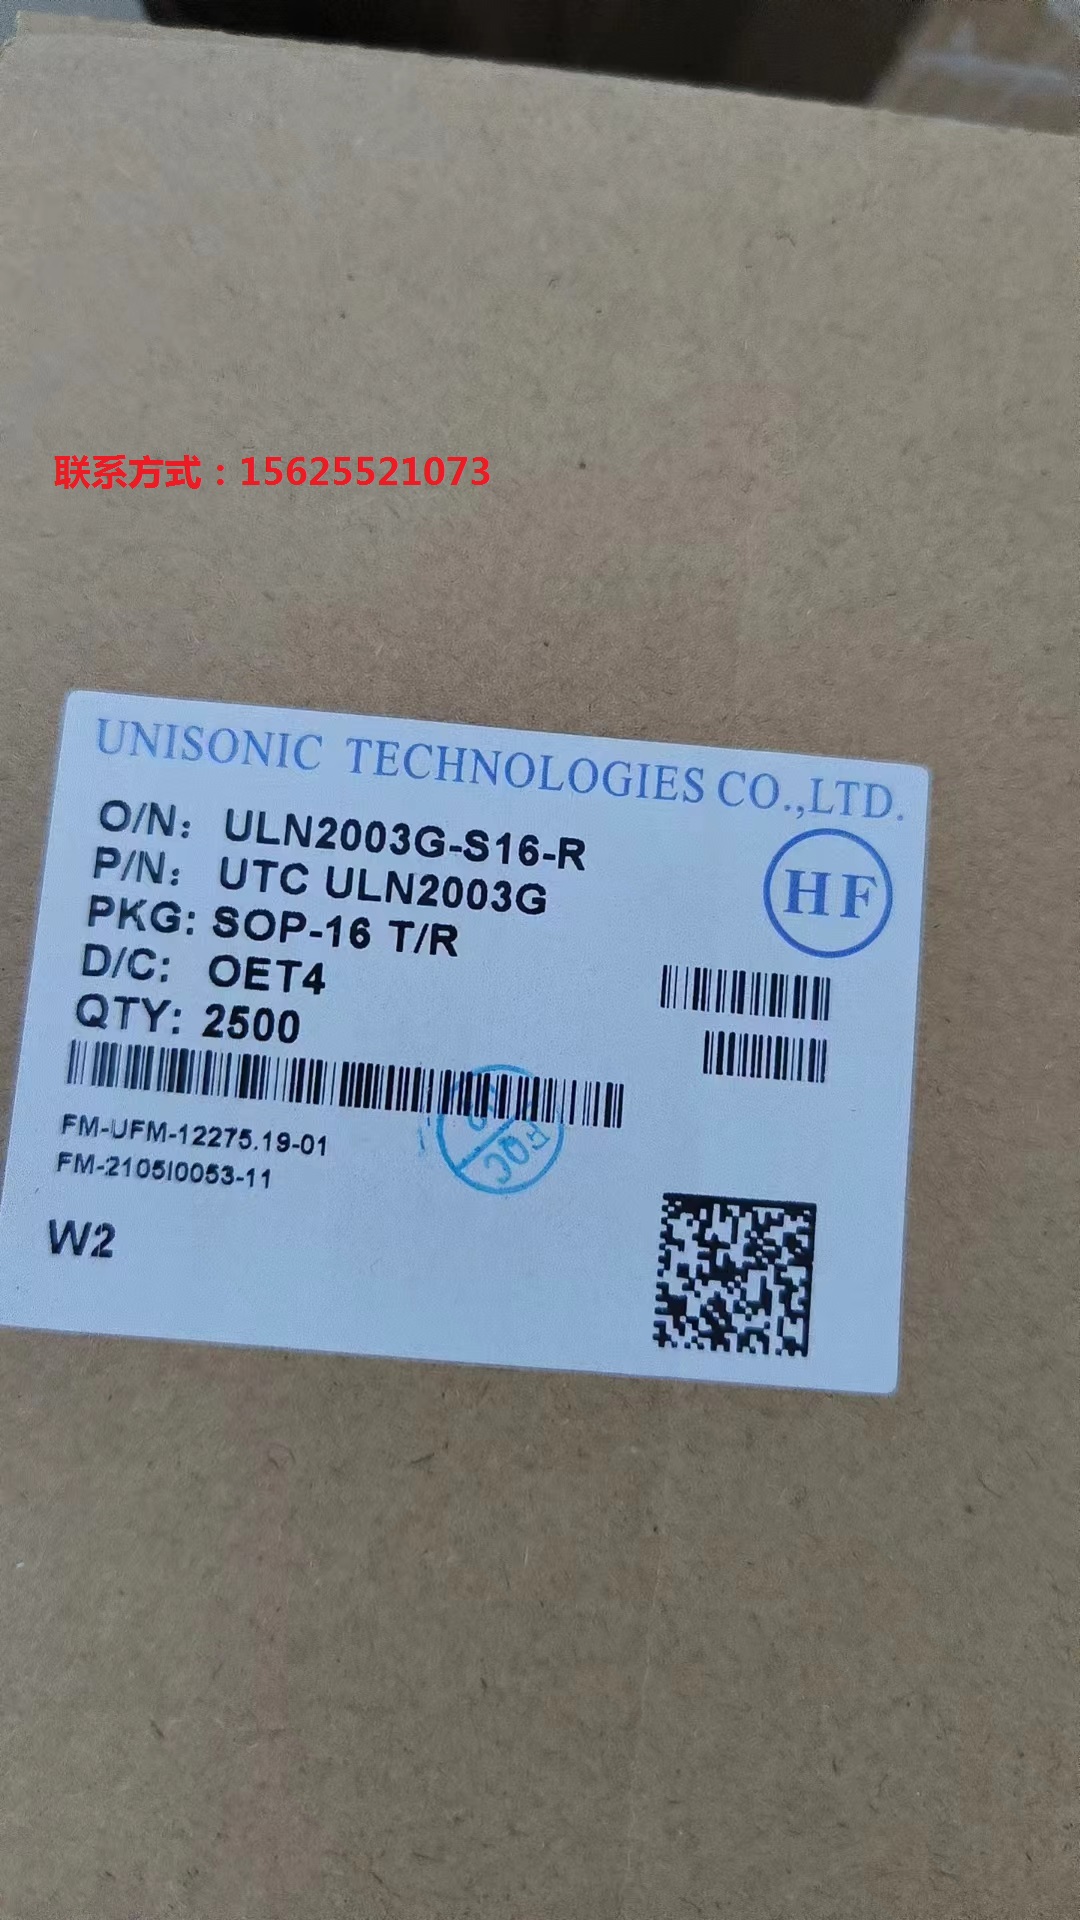 联系方式：15625521073
UNISONIC TECHNOLOGIES CO.,LTD.
O/N: ULN2003G-S16-R
P/N: UTC ULN2003G
HF
PKG: SOP-16 T/R
D/C: OET4
QTY: 2500
FM-UFM-12275.19-01
FM-2105I0053-11
W2